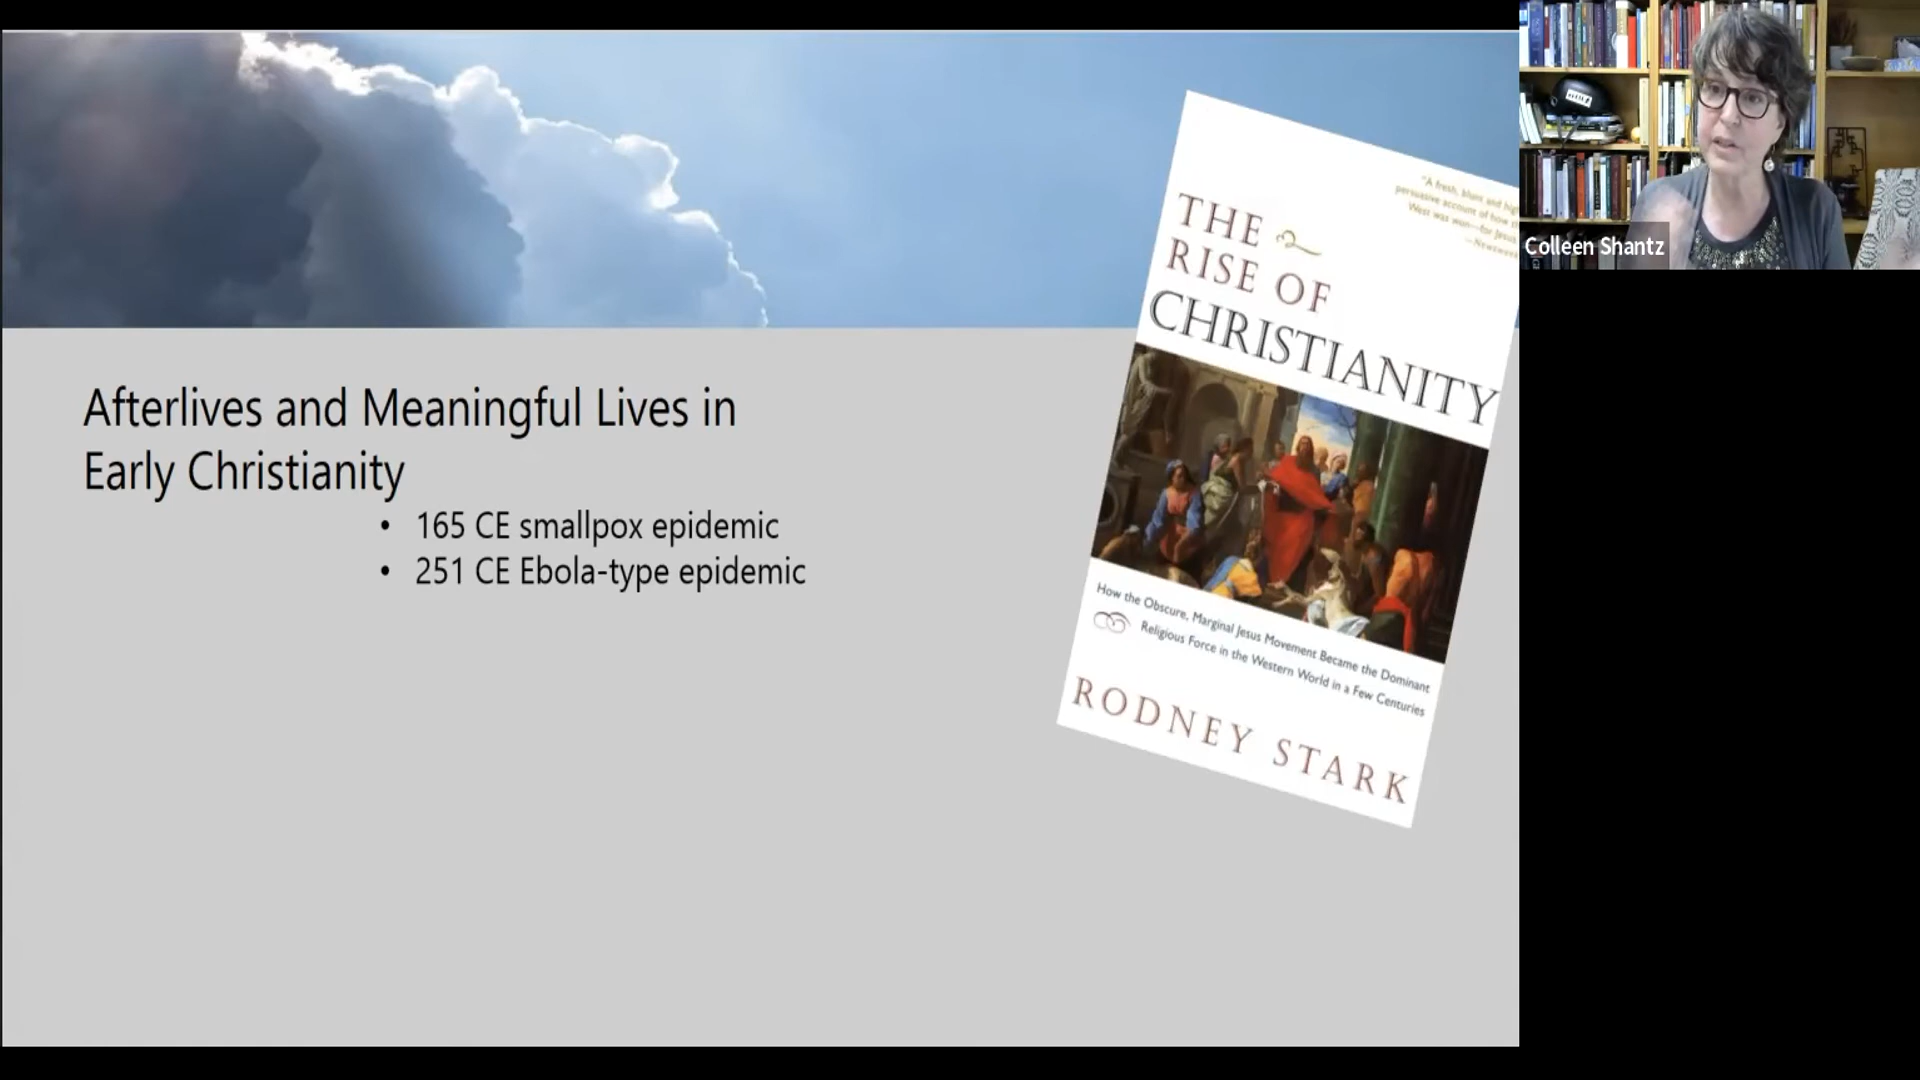 Afterlives and Meaningful Lives in
Early Christianity
• 165 CE smallpox epidemic
• 251 CE Ebola-type epidemic
"A fresh, blunt and
persuasive account of how
West was won—for Jesus
THE
RISE OF
CHRISTIANITY
How the Obscure, Marginal Jesus Movement Became the Dominant
Religious Force in the Western World in a Few Centuries
RODNEY STARK
Colleen Shantz